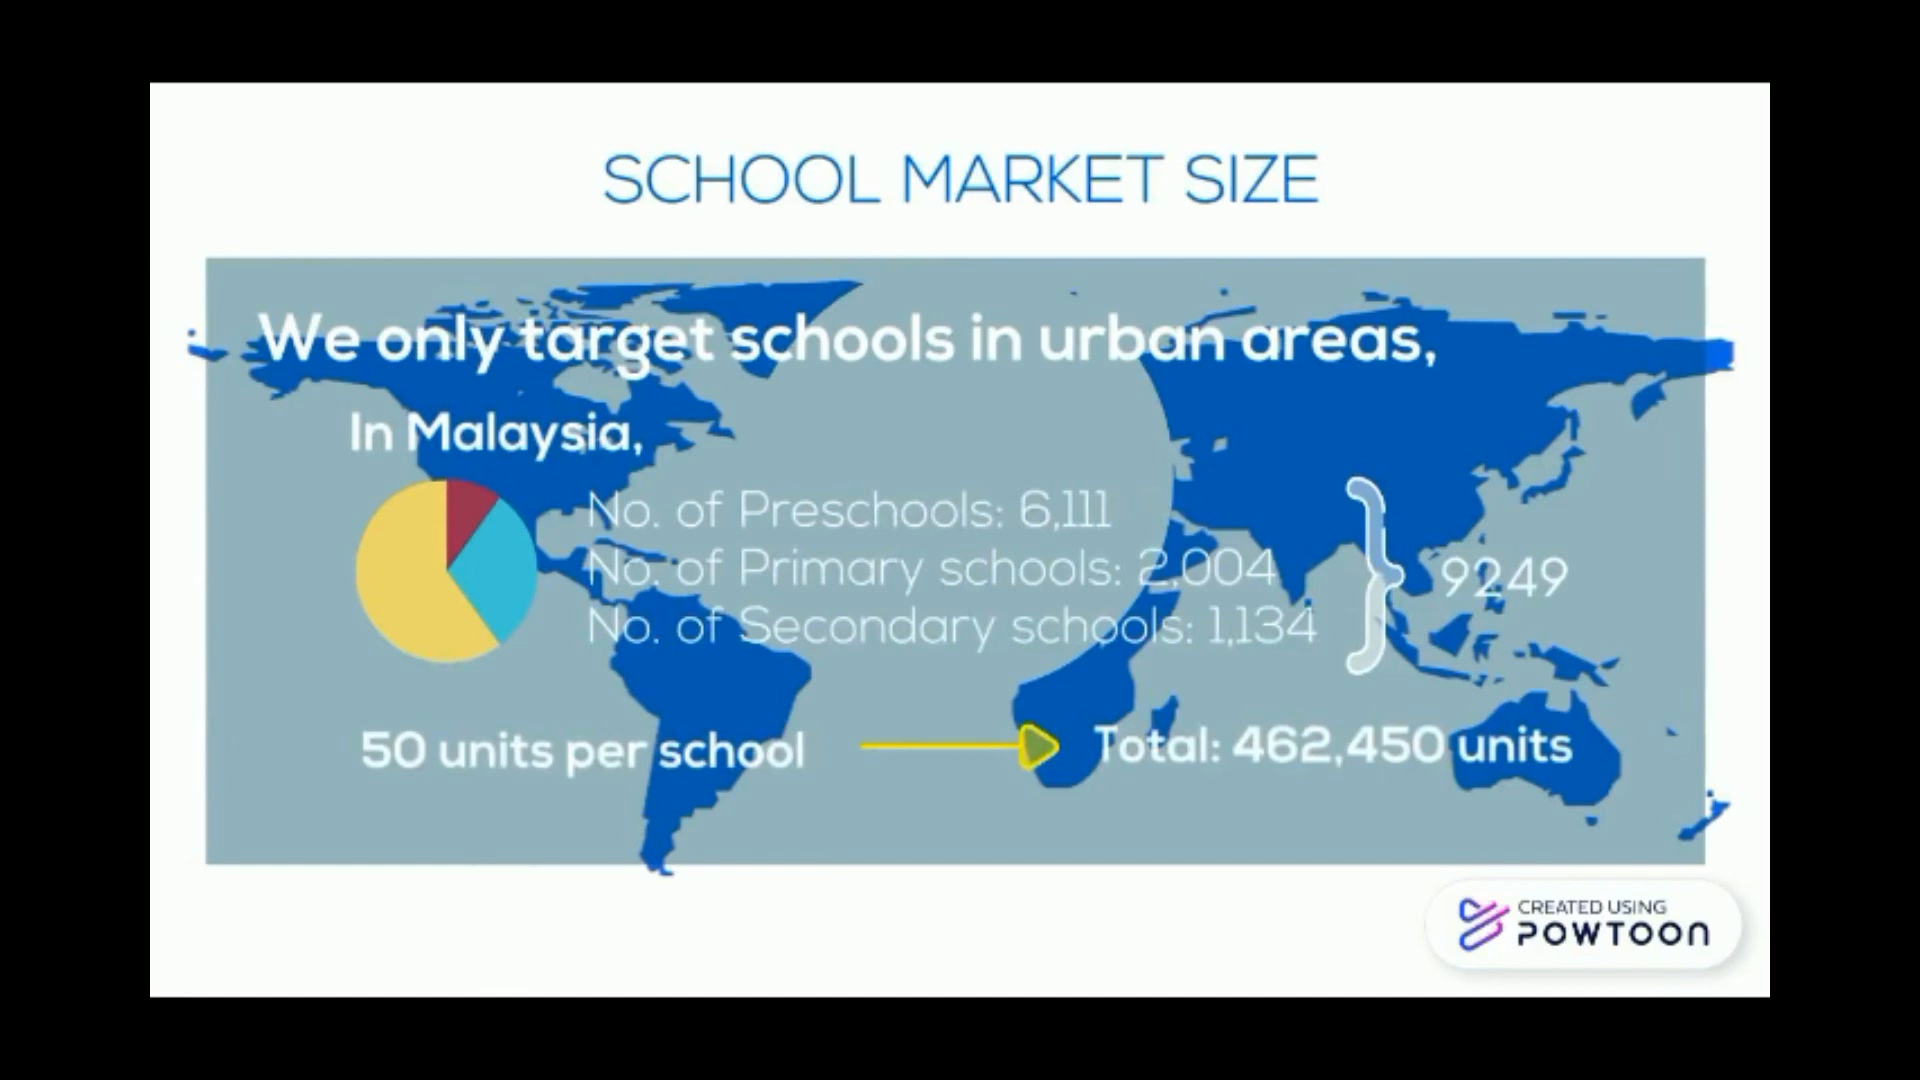 SCHOOL MARKET SIZE
We only target schools in urban areas,
In Malaysia,
No. of Preschools: 6,111
No. of Primary schools: 2,004
No. of Secondary schools: 1,134
9249
50 units per school
Total: 462,450 units
CREATED USING
POWTOON